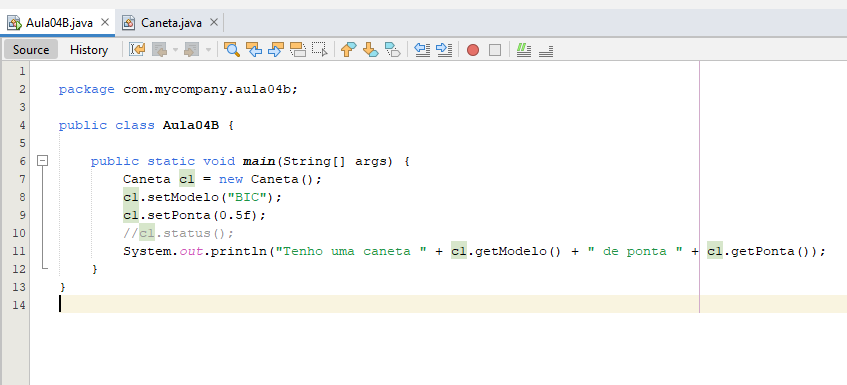 Aula04B.java Caneta.java
Source History
1
2 package com.mycompany.aula04b;
3
4 public class Aula04B {
5
6 public static void main(String[] args) {
7 Caneta c1 = new Caneta();
8 c1.setModelo("BIC");
9 c1.setPonta(0.5f);
10 //c1.status();
11 System.out.println("Tenho uma caneta " + c1.getModelo() + " de ponta " + c1.getPonta());
12 }
13 }
14